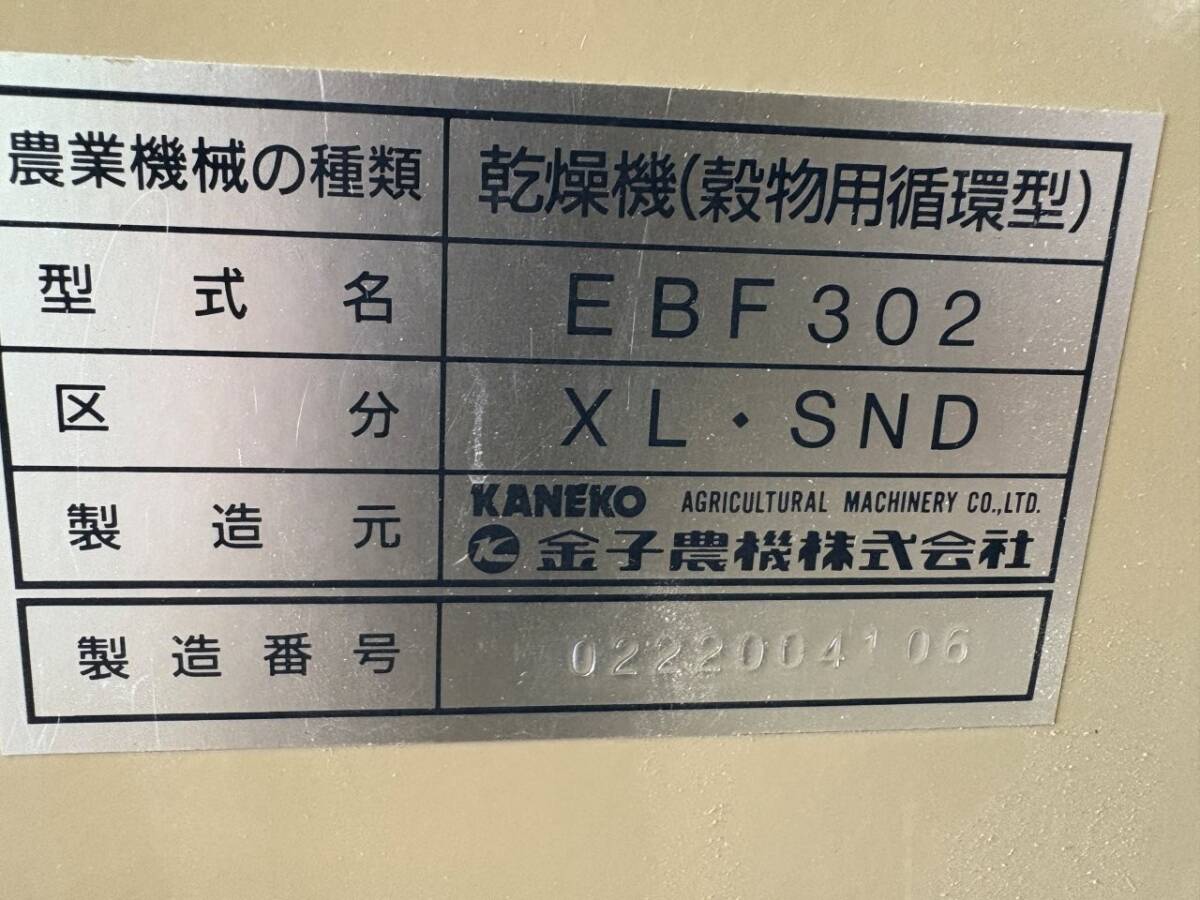 農業機械の種類 乾燥機(穀物用循環型)
型式名 EBF302
区分 XL・SND
製造元 KANEKO AGRICULTURAL MACHINERY CO.,LTD.
金子農機株式会社
製造番号 0222004106